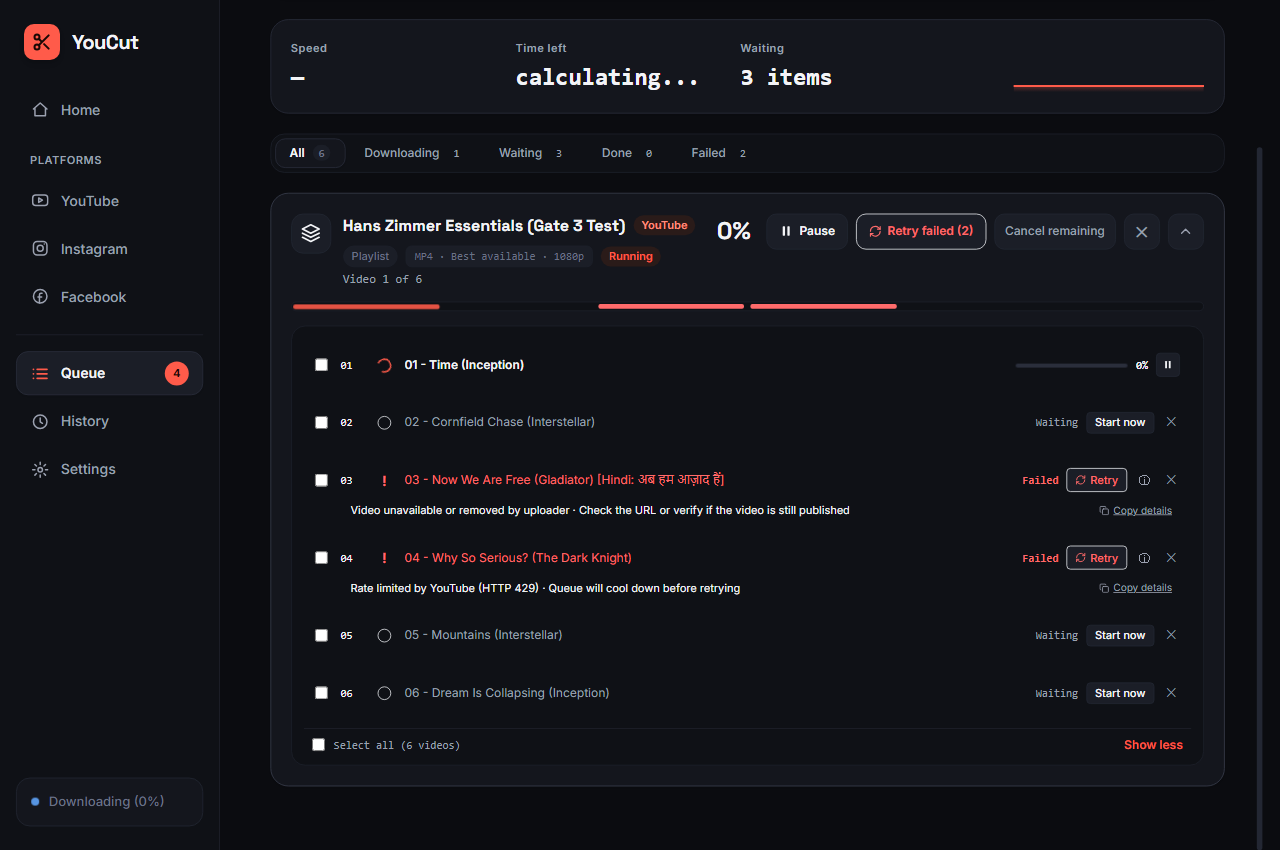 YouCut
Home
PLATFORMS
YouTube
Instagram
Facebook
Queue 4
History
Settings
Downloading (0%)
Speed Time left Waiting
— calculating... 3 items
All 6 Downloading 1 Waiting 3 Done 0 Failed 2
Hans Zimmer Essentials (Gate 3 Test) YouTube 0% Pause Retry failed (2) Cancel remaining
Playlist MP4 · Best available · 1080p Running
Video 1 of 6
01 01 - Time (Inception) 0%
02 02 - Cornfield Chase (Interstellar) Waiting Start now
03 ! 03 - Now We Are Free (Gladiator) [Hindi: अब हम आज़ाद हैं] Failed Retry
Video unavailable or removed by uploader · Check the URL or verify if the video is still published Copy details
04 ! 04 - Why So Serious? (The Dark Knight) Failed Retry
Rate limited by YouTube (HTTP 429) · Queue will cool down before retrying Copy details
05 05 - Mountains (Interstellar) Waiting Start now
06 06 - Dream Is Collapsing (Inception) Waiting Start now
Select all (6 videos) Show less